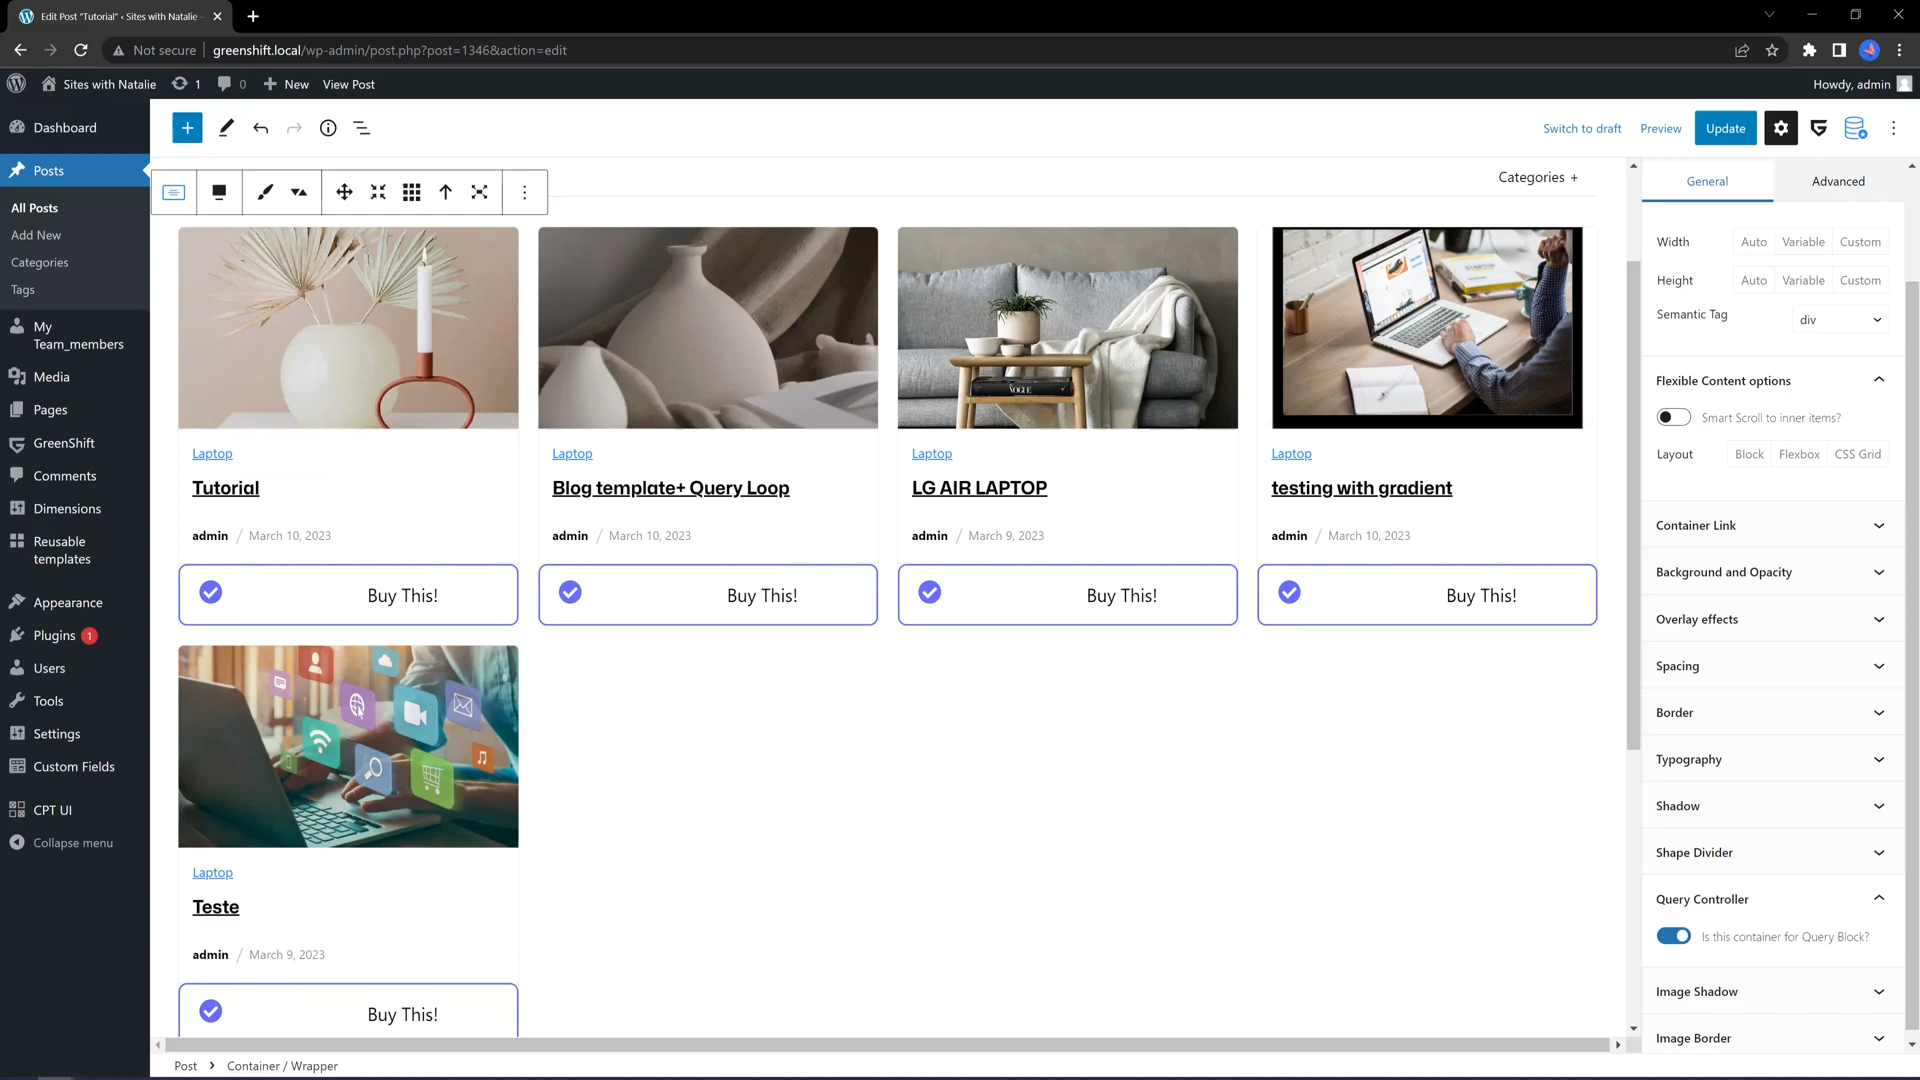 Edit Post "Tutorial" ‹ Sites with Natalie –
Not secure
greenshift.local/wp-admin/post.php?post=1346&action=edit
Sites with Natalie
1
0
New
View Post
Howdy, admin
Dashboard
Posts
All Posts
Add New
Categories
Tags
My
Team_members
Media
Pages
GreenShift
Comments
Dimensions
Reusable
templates
Appearance
Plugins 1
Users
Tools
Settings
Custom Fields
CPT UI
Collapse menu
Switch to draft
Preview
Update
Categories +
VOGUE
Laptop
Tutorial
admin / March 10, 2023
Buy This!
Laptop
Blog template+ Query Loop
admin / March 10, 2023
Buy This!
Laptop
LG AIR LAPTOP
admin / March 9, 2023
Buy This!
Laptop
testing with gradient
admin / March 10, 2023
Buy This!
Laptop
Teste
admin / March 9, 2023
Buy This!
General
Advanced
Width
Auto
Variable
Custom
Height
Auto
Variable
Custom
Semantic Tag
div
Flexible Content options
Smart Scroll to inner items?
Layout
Block
Flexbox
CSS Grid
Container Link
Background and Opacity
Overlay effects
Spacing
Border
Typography
Shadow
Shape Divider
Query Controller
Is this container for Query Block?
Image Shadow
Image Border
Post
Container / Wrapper